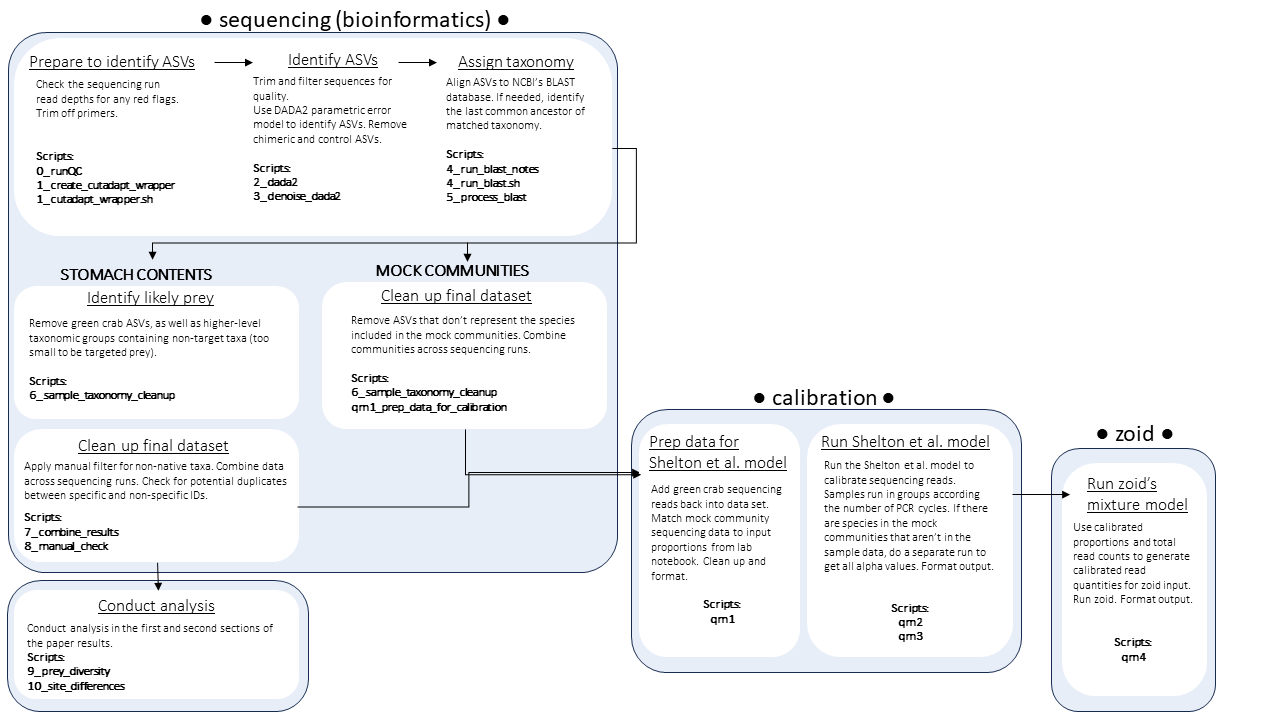 ● sequencing (bioinformatics) ●
Prepare to identify ASVs
Check the sequencing run
read depths for any red flags.
Trim off primers.
Scripts:
0_runQC
1_create_cutadapt_wrapper
1_cutadapt_wrapper.sh
Identify ASVs
Trim and filter sequences for
quality.
Use DADA2 parametric error
model to identify ASVs. Remove
chimeric and control ASVs.
Scripts:
2_dada2
3_denoise_dada2
Assign taxonomy
Align ASVs to NCBI's BLAST
database. If needed, identify
the last common ancestor of
matched taxonomy.
Scripts:
4_run_blast_notes
4_run_blast.sh
5_process_blast
STOMACH CONTENTS
Identify likely prey
Remove green crab ASVs, as well as higher-level
taxonomic groups containing non-target taxa (too
small to be targeted prey).
Scripts:
6_sample_taxonomy_cleanup
MOCK COMMUNITIES
Clean up final dataset
Remove ASVs that don't represent the species
included in the mock communities. Combine
communities across sequencing runs.
Scripts:
6_sample_taxonomy_cleanup
qm1_prep_data_for_calibration
Clean up final dataset
Apply manual filter for non-native taxa. Combine data
across sequencing runs. Check for potential duplicates
between specific and non-specific IDs.
Scripts:
7_combine_results
8_manual_check
Conduct analysis
Conduct analysis in the first and second sections of
the paper results.
Scripts:
9_prey_diversity
10_site_differences
● calibration ●
Prep data for
Shelton et al. model
Add green crab sequencing
reads back into data set.
Match mock community
sequencing data to input
proportions from lab
notebook. Clean up and
format.
Scripts:
qm1
Run Shelton et al. model
Run the Shelton et al. model to
calibrate sequencing reads.
Samples run in groups according
the number of PCR cycles. If there
are species in the mock
communities that aren't in the
sample data, do a separate run to
get all alpha values. Format output.
Scripts:
qm2
qm3
● zoid ●
Run zoid's
mixture model
Use calibrated
proportions and total
read counts to generate
calibrated read
quantities for zoid input.
Run zoid. Format output.
Scripts:
qm4